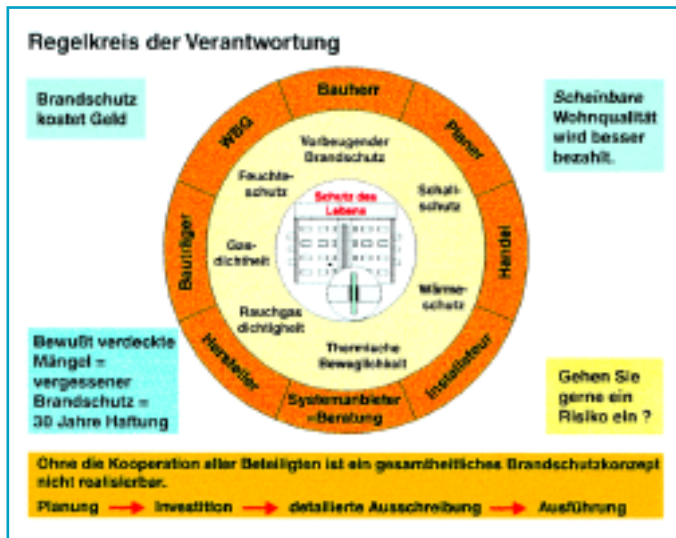 Regelkreis der Verantwortung
Brandschutz
kostet Geld
Scheinbare
Wohnqualität
wird besser
bezahlt.
Bauherr
Planer
Handel
Installateur
Systemanbieter
=Beratung
Hersteller
Bauträger
WBG
Vorbeugender
Brandschutz
Schall-
schutz
Wärme-
schutz
Thermische
Beweglichkeit
Rauchgas
dichtigheit
Gas-
dichtheit
Feuchte-
schutz
Schutz des
Lebens
Bewußt verdeckte
Mängel =
vergessener
Brandschutz =
30 Jahre Haftung
Gehen Sie
gerne ein
Risiko ein ?
Ohne die Kooperation aller Beteiligten ist ein gesamtheitliches Brandschutzkonzept
nicht realisierbar.
Planung → Investition → detaillierte Ausschreibung → Ausführung